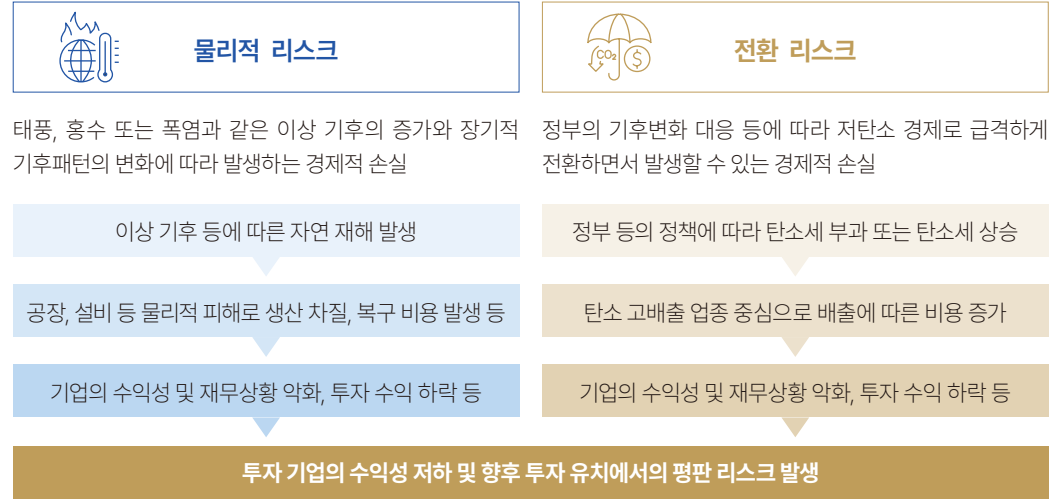 물리적 리스크
태풍, 홍수 또는 폭염과 같은 이상 기후의 증가와 장기적
기후패턴의 변화에 따라 발생하는 경제적 손실
이상 기후 등에 따른 자연 재해 발생
공장, 설비 등 물리적 피해로 생산 차질, 복구 비용 발생 등
기업의 수익성 및 재무상황 악화, 투자 수익 하락 등
CO₂
$
전환 리스크
정부의 기후변화 대응 등에 따라 저탄소 경제로 급격하게
전환하면서 발생할 수 있는 경제적 손실
정부 등의 정책에 따라 탄소세 부과 또는 탄소세 상승
탄소 고배출 업종 중심으로 배출에 따른 비용 증가
기업의 수익성 및 재무상황 악화, 투자 수익 하락 등
투자 기업의 수익성 저하 및 향후 투자 유치에서의 평판 리스크 발생